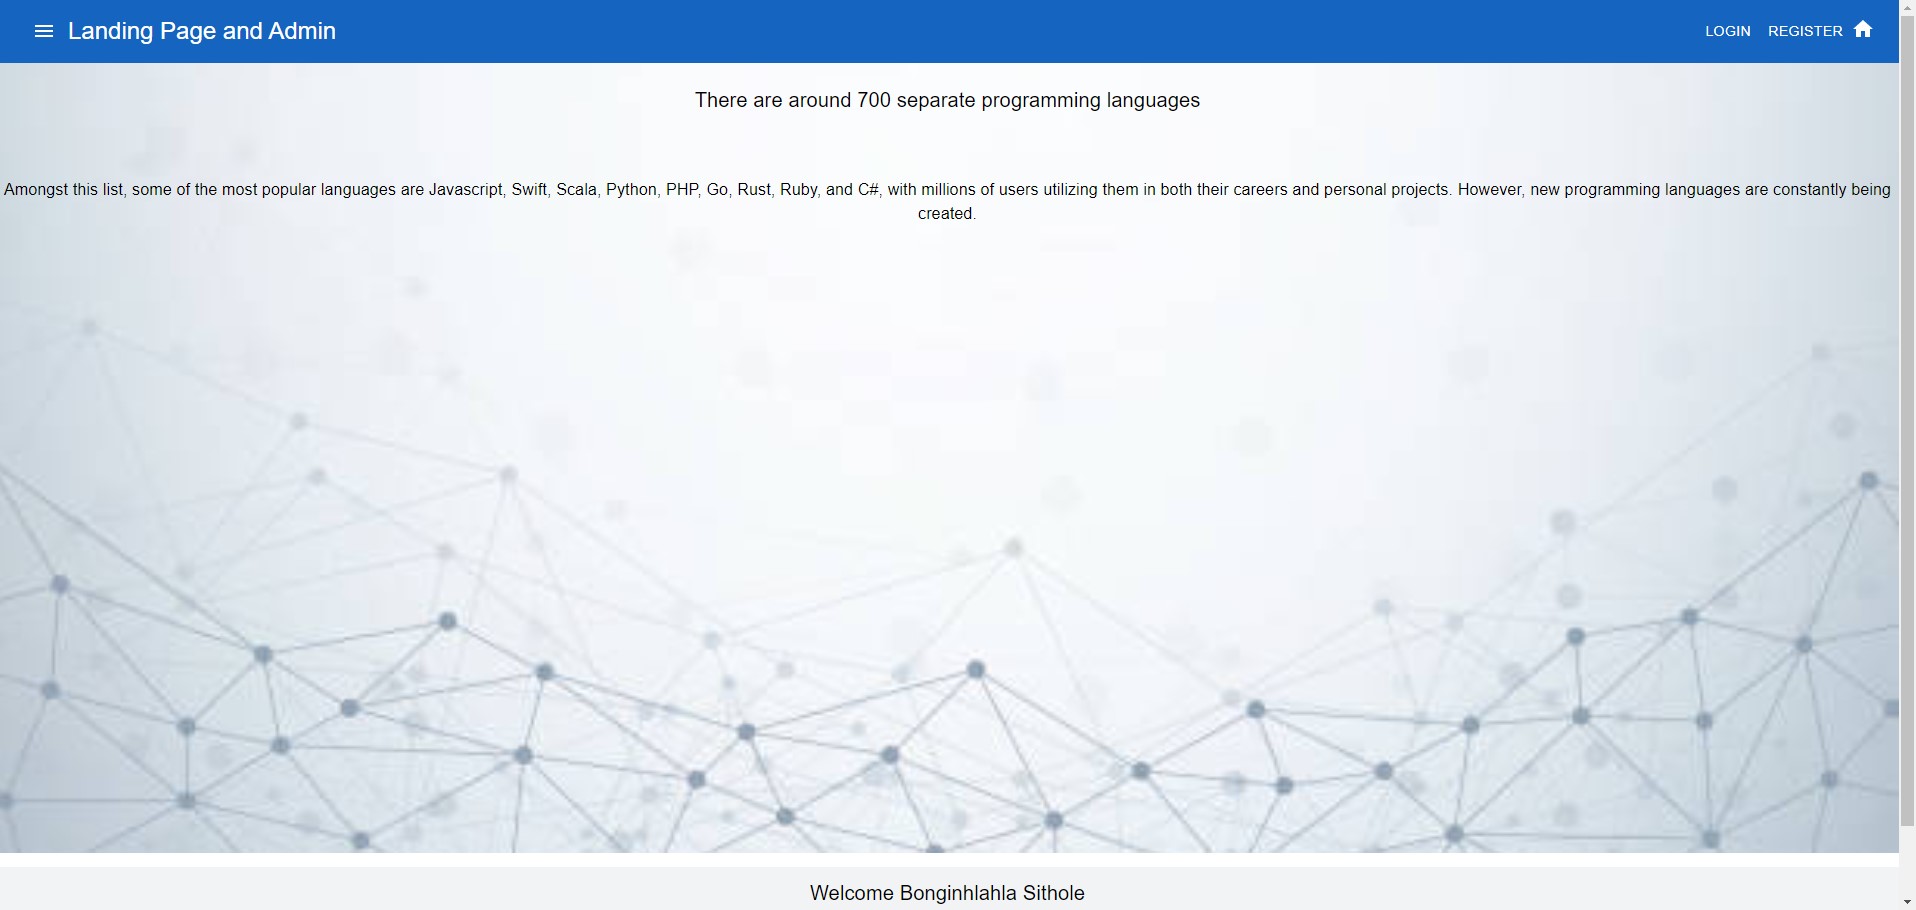 Landing Page and Admin
LOGIN REGISTER
There are around 700 separate programming languages
Amongst this list, some of the most popular languages are Javascript, Swift, Scala, Python, PHP, Go, Rust, Ruby, and C#, with millions of users utilizing them in both their careers and personal projects. However, new programming languages are constantly being
created.
Welcome Bonginhlahla Sithole